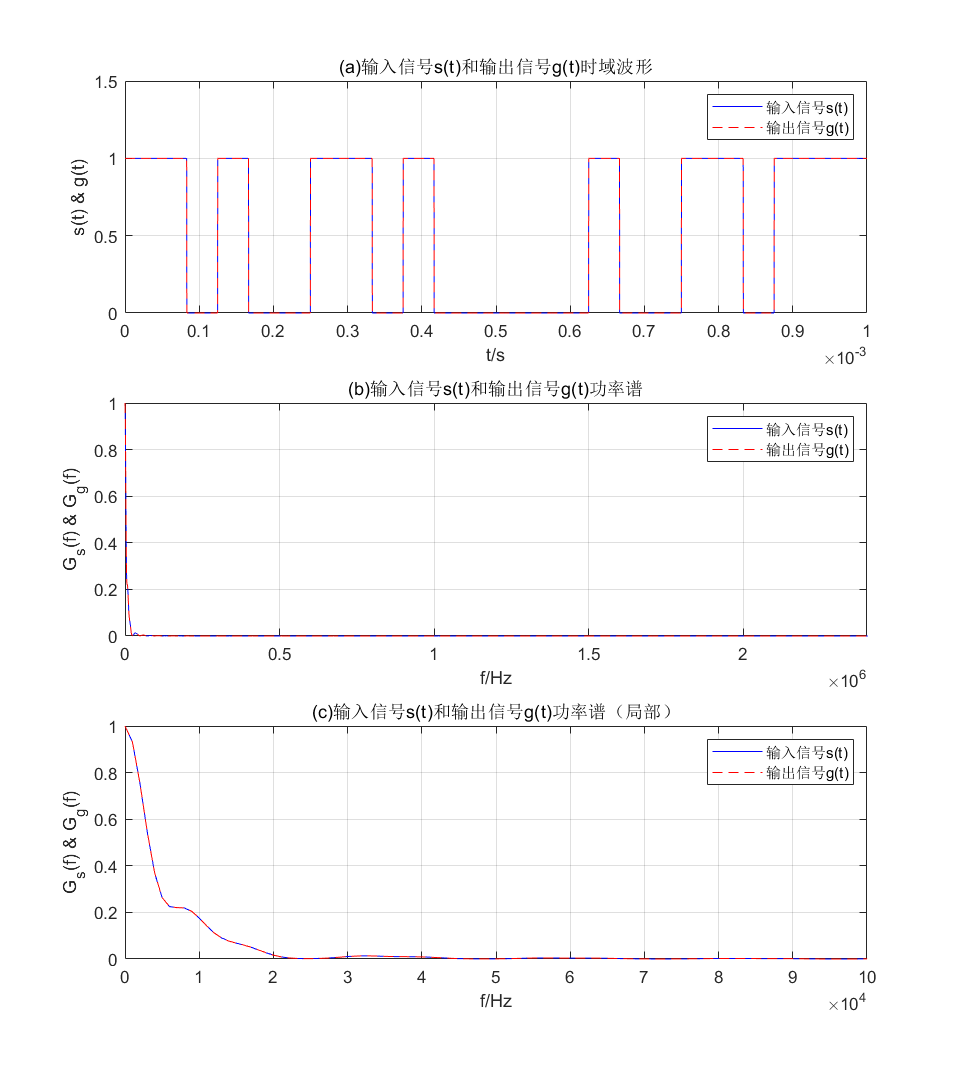 (a)输入信号s(t)和输出信号g(t)时域波形
1.5
1
0.5
0
s(t) & g(t)
输入信号s(t)
输出信号g(t)
0 0.1 0.2 0.3 0.4 0.5 0.6 0.7 0.8 0.9 1
t/s
×10-3
(b)输入信号s(t)和输出信号g(t)功率谱
1
0.8
0.6
0.4
0.2
0
Gs(f) & Gg(f)
输入信号s(t)
输出信号g(t)
0 0.5 1 1.5 2
f/Hz
×106
(c)输入信号s(t)和输出信号g(t)功率谱（局部）
1
0.8
0.6
0.4
0.2
0
Gs(f) & Gg(f)
输入信号s(t)
输出信号g(t)
0 1 2 3 4 5 6 7 8 9 10
f/Hz
×104